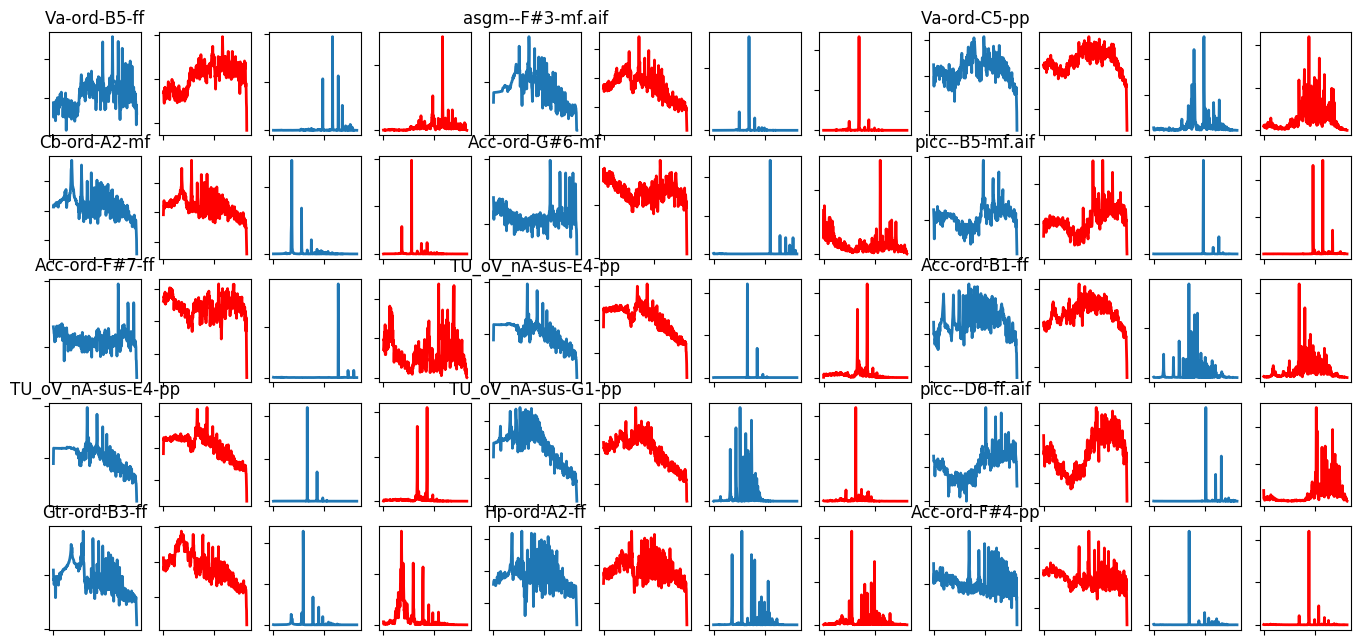 Va-ord-B5-ff
asgm--F#3-mf.aif
Va-ord-C5-pp
Cb-ord-A2-mf
Acc-ord-G#6-mf
picc--B5-mf.aif
Acc-ord-F#7-ff
TU_oV_nA-sus-E4-pp
Acc-ord-B1-ff
TU_oV_nA-sus-E4-pp
TU_oV_nA-sus-G1-pp
picc--D6-ff.aif
Gtr-ord-B3-ff
Hp-ord-A2-ff
Acc-ord-F#4-pp